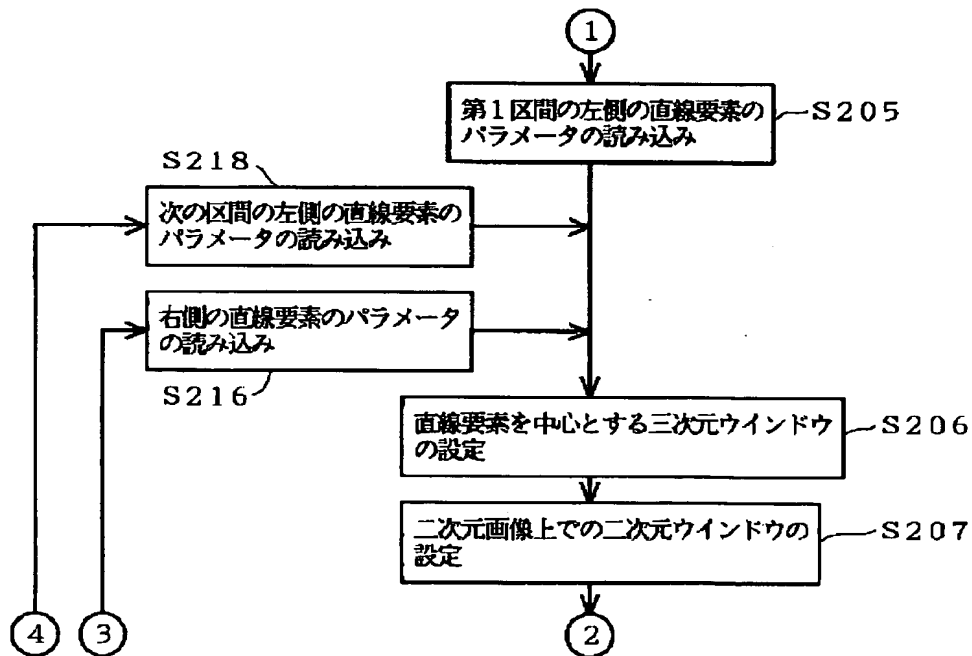 1
第1区間の左側の直線要素の
パラメータの読み込み
S205
S218
次の区間の左側の直線要素の
パラメータの読み込み
右側の直線要素のパラメータ
の読み込み
S216
直線要素を中心とする三次元ウインドウ
の設定
S206
二次元画像上での二次元ウインドウの
設定
S207
4
3
2